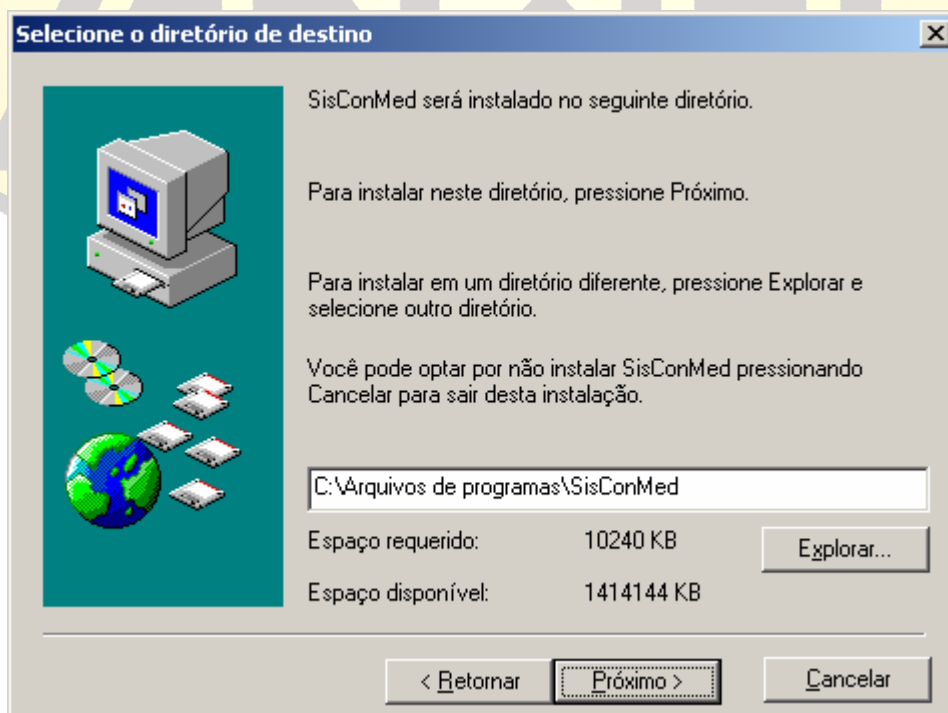 Selecione o diretório de destino
SisConMed será instalado no seguinte diretório.
Para instalar neste diretório, pressione Próximo.
Para instalar em um diretório diferente, pressione Explorar e
selecione outro diretório.
Você pode optar por não instalar SisConMed pressionando
Cancelar para sair desta instalação.
C:\Arquivos de programas\SisConMed
Espaço requerido: 10240 KB
Explorar...
Espaço disponível: 1414144 KB
< Retornar Próximo > Cancelar